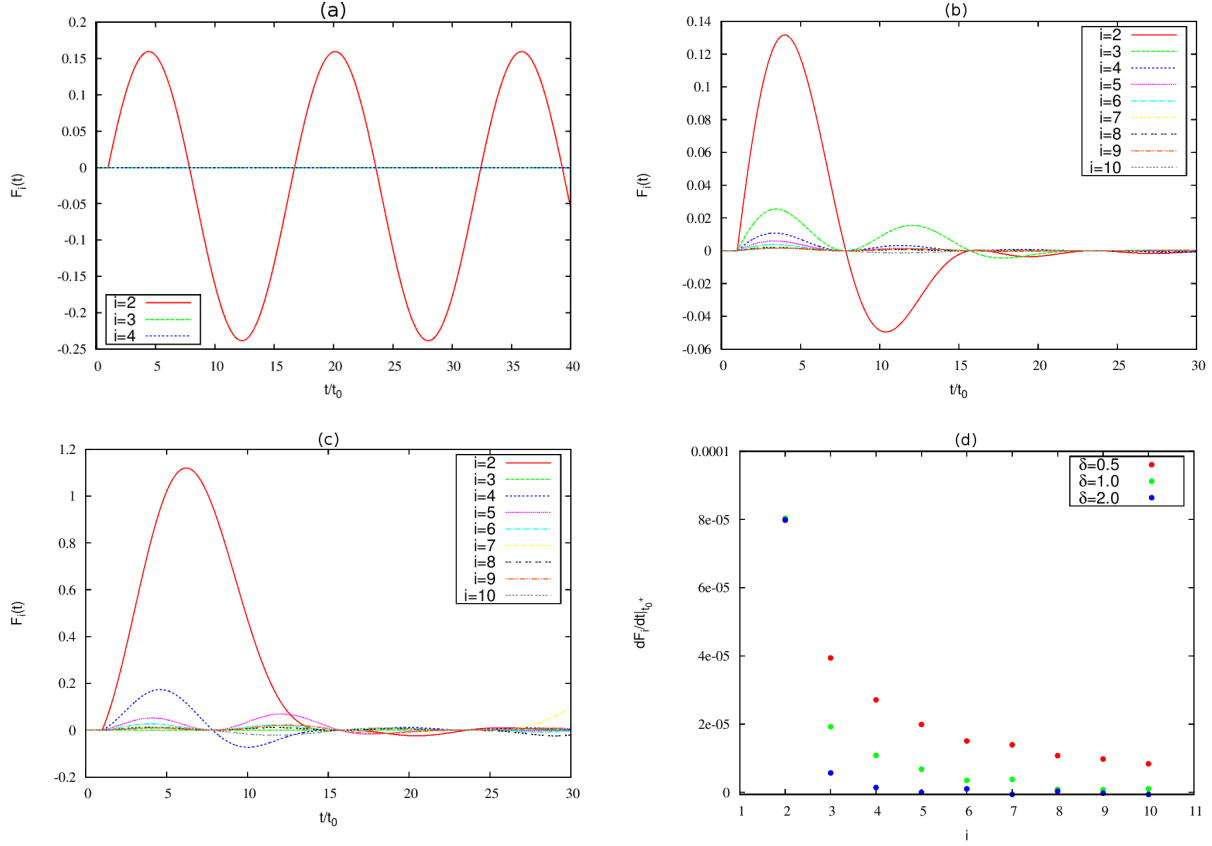 (a)
0.2
0.15
0.1
0.05
0
-0.05
-0.1
-0.15
-0.2
-0.25
0 5 10 15 20 25 30 35 40
F_i(t)
t/t_0
i=2
i=3
i=4
(b)
0.14
0.12
0.1
0.08
0.06
0.04
0.02
0
-0.02
-0.04
-0.06
0 5 10 15 20 25 30
F_i(t)
t/t_0
i=2
i=3
i=4
i=5
i=6
i=7
i=8
i=9
i=10
(c)
1.2
1
0.8
0.6
0.4
0.2
0
-0.2
0 5 10 15 20 25 30
F_i(t)
t/t_0
i=2
i=3
i=4
i=5
i=6
i=7
i=8
i=9
i=10
(d)
0.0001
8e-05
6e-05
4e-05
2e-05
0
1 2 3 4 5 6 7 8 9 10 11
dF_i/dt|_{t_0^+}
i
δ=0.5
δ=1.0
δ=2.0